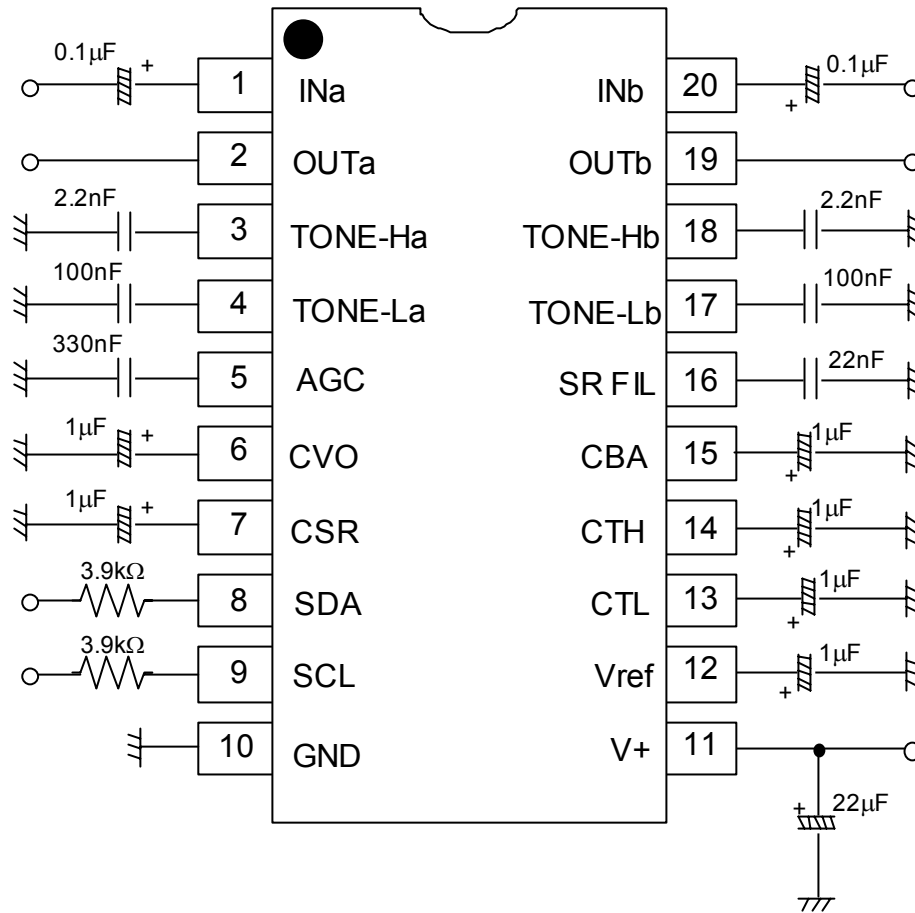 0.1μF + 1 INa INb 20 + 0.1μF
2 OUTa OUTb 19
2.2nF 3 TONE-Ha TONE-Hb 18 2.2nF
100nF 4 TONE-La TONE-Lb 17 100nF
330nF 5 AGC SR FIL 16 22nF
1μF + 6 CVO CBA 15 + 1μF
1μF + 7 CSR CTH 14 + 1μF
3.9kΩ 8 SDA CTL 13 + 1μF
3.9kΩ 9 SCL Vref 12 + 1μF
10 GND V+ 11
+ 22μF